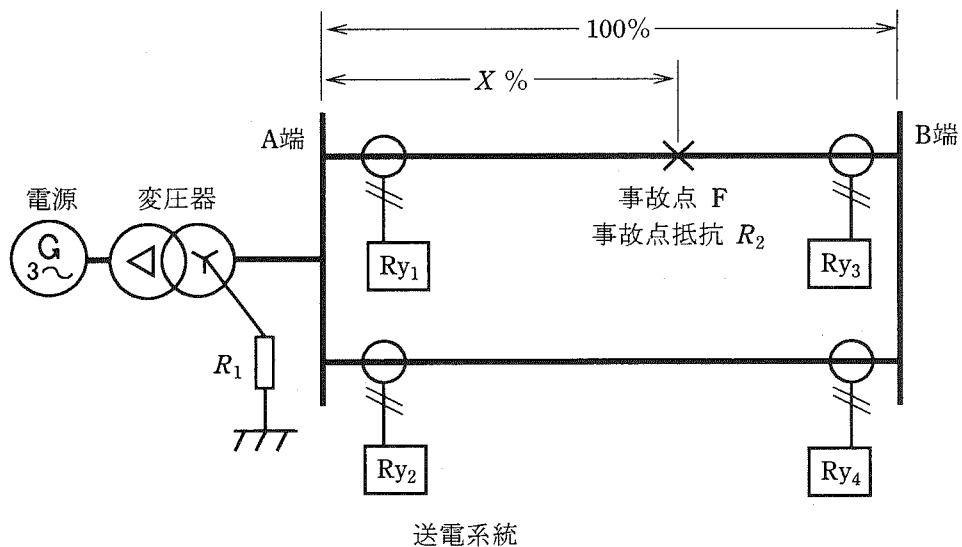 100%
X %
A端
B端
電源
変圧器
事故点 F
事故点抵抗 R₂
G
3〜
Ry₁
Ry₃
R₁
Ry₂
Ry₄
送電系統